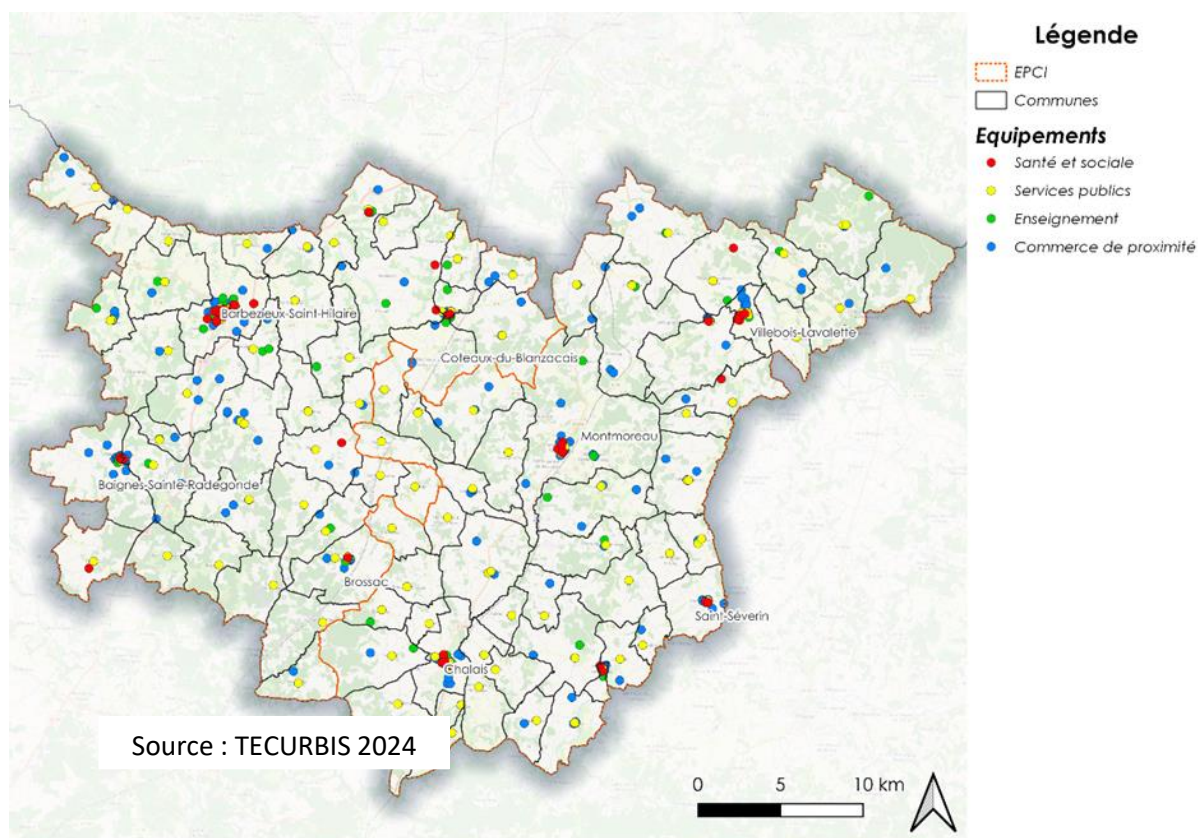 Légende
EPCI
Communes
Equipements
Santé et sociale
Services publics
Enseignement
Commerce de proximité
Barbezieux-Saint-Hilaire
Villebois-Lavalette
Coteaux-du-Blanzacais
Montmoreau
Baignes-Sainte-Radegonde
Brossac
Saint-Séverin
Chalais
Source : TECURBIS 2024
0 5 10 km